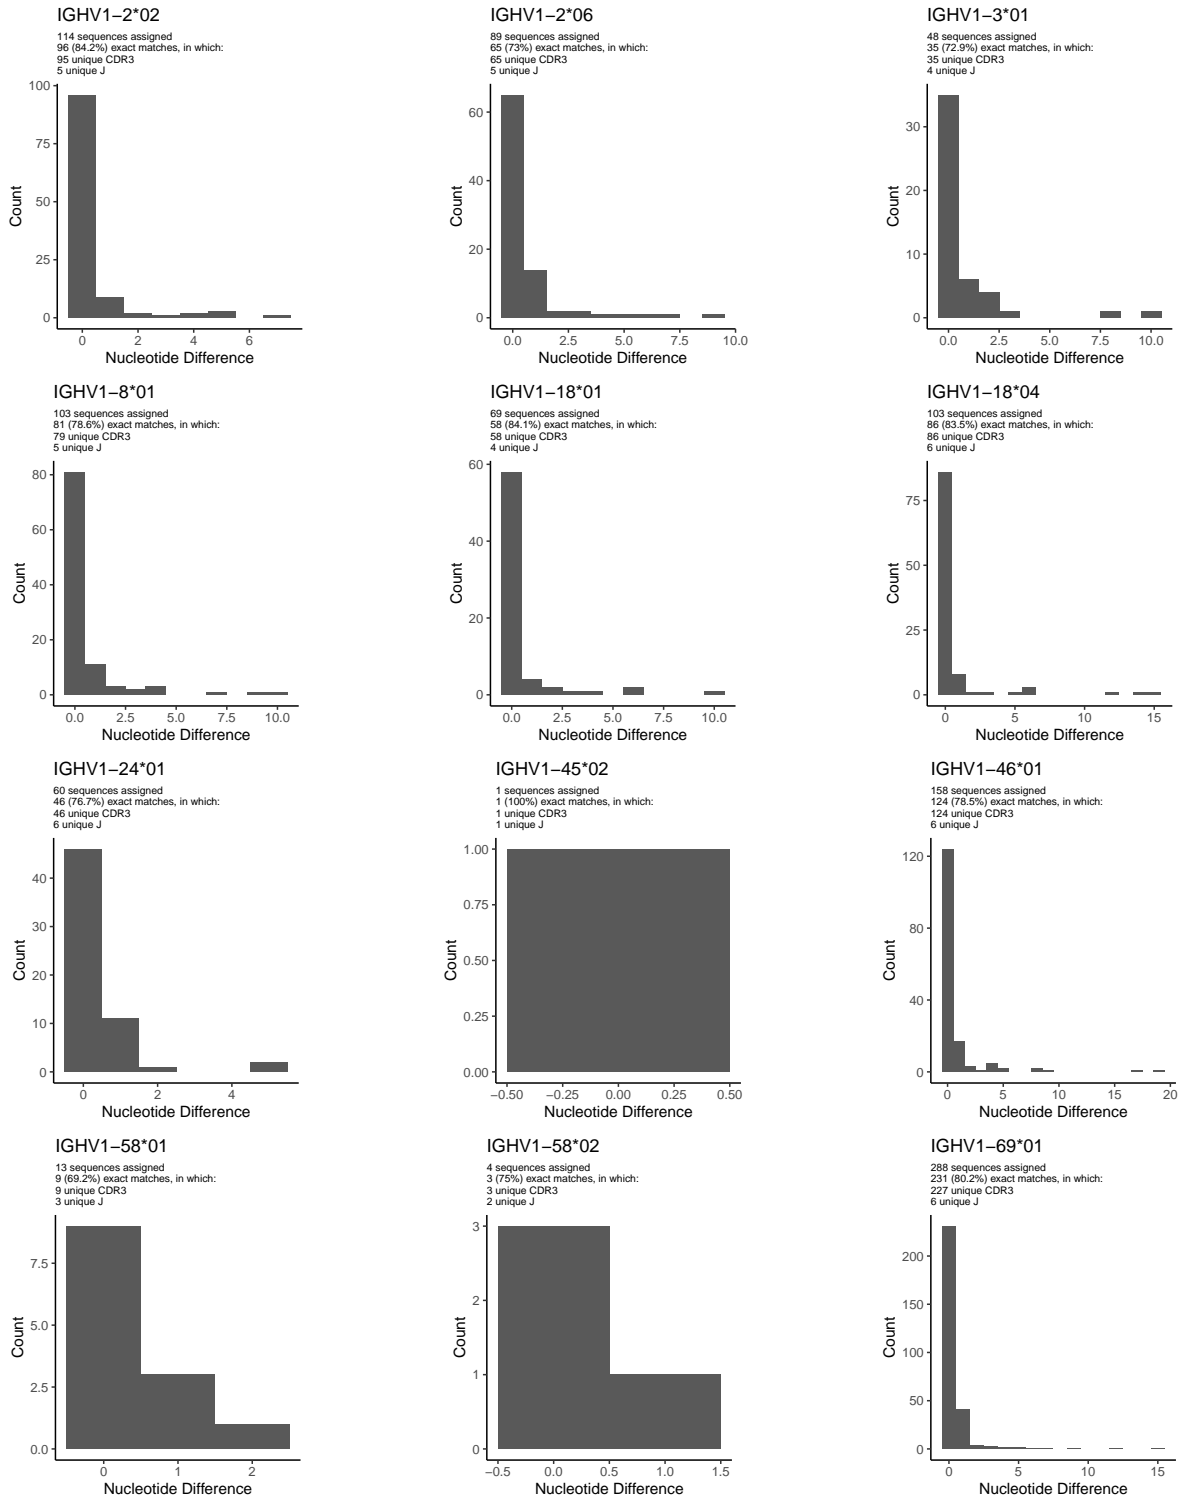 IGHV1−2*02
114 sequences assigned
96 (84.2%) exact matches, in which:
95 unique CDR3
5 unique J
100
75
50
25
0
Count
0 2 4 6
Nucleotide Difference
IGHV1−2*06
89 sequences assigned
65 (73%) exact matches, in which:
65 unique CDR3
5 unique J
60
40
20
0
Count
0.0 2.5 5.0 7.5 10.0
Nucleotide Difference
IGHV1−3*01
48 sequences assigned
35 (72.9%) exact matches, in which:
35 unique CDR3
4 unique J
30
20
10
0
Count
0.0 2.5 5.0 7.5 10.0
Nucleotide Difference
IGHV1−8*01
103 sequences assigned
81 (78.6%) exact matches, in which:
79 unique CDR3
5 unique J
80
60
40
20
0
Count
0.0 2.5 5.0 7.5 10.0
Nucleotide Difference
IGHV1−18*01
69 sequences assigned
58 (84.1%) exact matches, in which:
58 unique CDR3
4 unique J
60
40
20
0
Count
0.0 2.5 5.0 7.5 10.0
Nucleotide Difference
IGHV1−18*04
103 sequences assigned
86 (83.5%) exact matches, in which:
86 unique CDR3
6 unique J
75
50
25
0
Count
0 5 10 15
Nucleotide Difference
IGHV1−24*01
60 sequences assigned
46 (76.7%) exact matches, in which:
46 unique CDR3
6 unique J
40
30
20
10
0
Count
0 2 4
Nucleotide Difference
IGHV1−45*02
1 sequences assigned
1 (100%) exact matches, in which:
1 unique CDR3
1 unique J
1.00
0.75
0.50
0.25
0.00
Count
−0.50 −0.25 0.00 0.25 0.50
Nucleotide Difference
IGHV1−46*01
158 sequences assigned
124 (78.5%) exact matches, in which:
124 unique CDR3
6 unique J
120
80
40
0
Count
0 5 10 15 20
Nucleotide Difference
IGHV1−58*01
13 sequences assigned
9 (69.2%) exact matches, in which:
9 unique CDR3
3 unique J
7.5
5.0
2.5
0.0
Count
0 1 2
Nucleotide Difference
IGHV1−58*02
4 sequences assigned
3 (75%) exact matches, in which:
3 unique CDR3
2 unique J
3
2
1
0
Count
−0.5 0.0 0.5 1.0 1.5
Nucleotide Difference
IGHV1−69*01
288 sequences assigned
231 (80.2%) exact matches, in which:
227 unique CDR3
6 unique J
200
150
100
50
0
Count
0 5 10 15
Nucleotide Difference